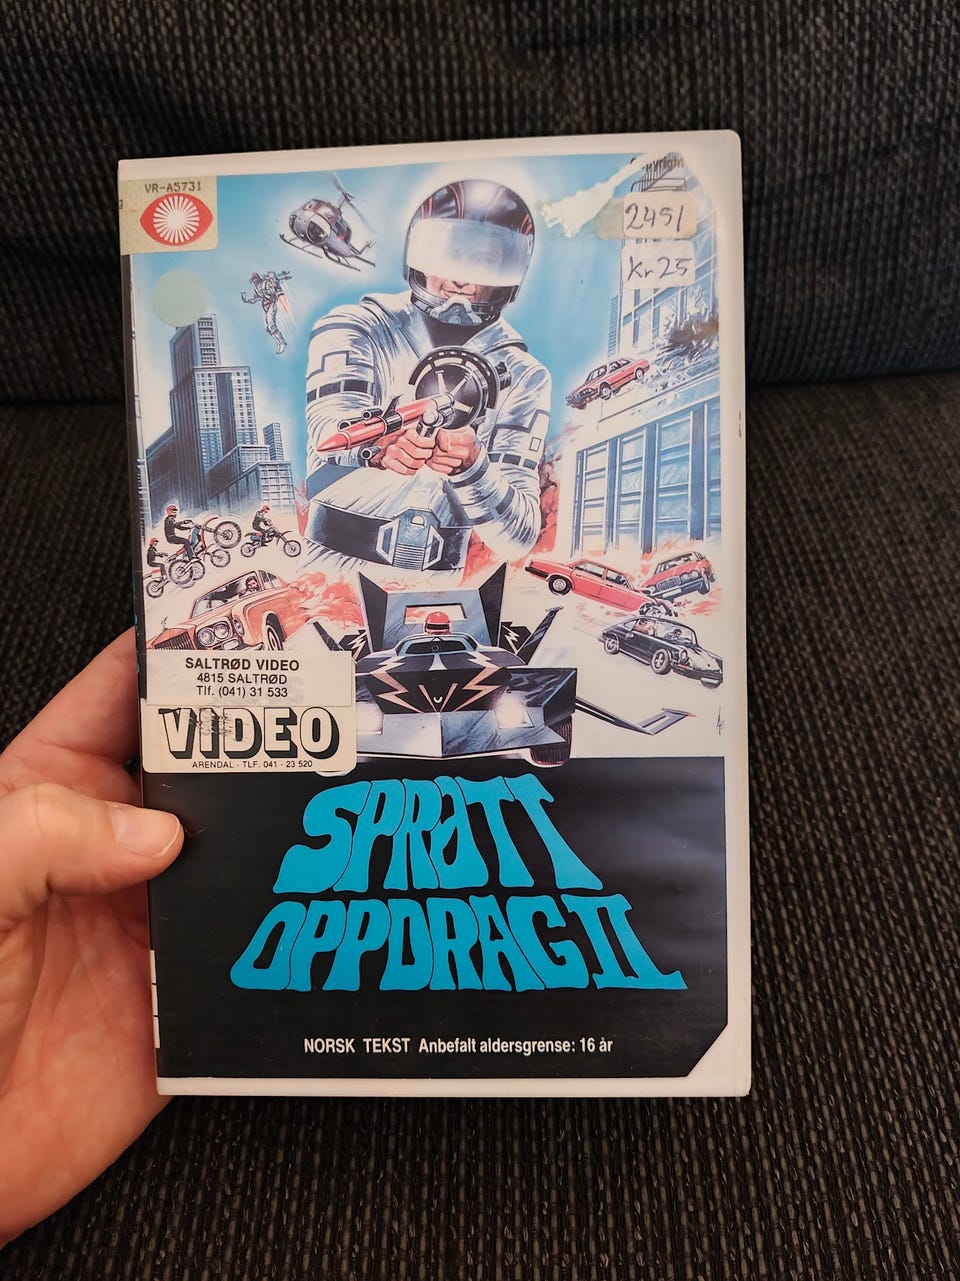 VR-A5731
Copyright
2451
Kr 25
SALTRØD VIDEO
4815 SALTRØD
Tlf. (041) 31 533
VIDEO
ARENDAL - TLF. 041 - 23 520
SPRØTT
OPPDRAG II
NORSK TEKST Anbefalt aldersgrense: 16 år